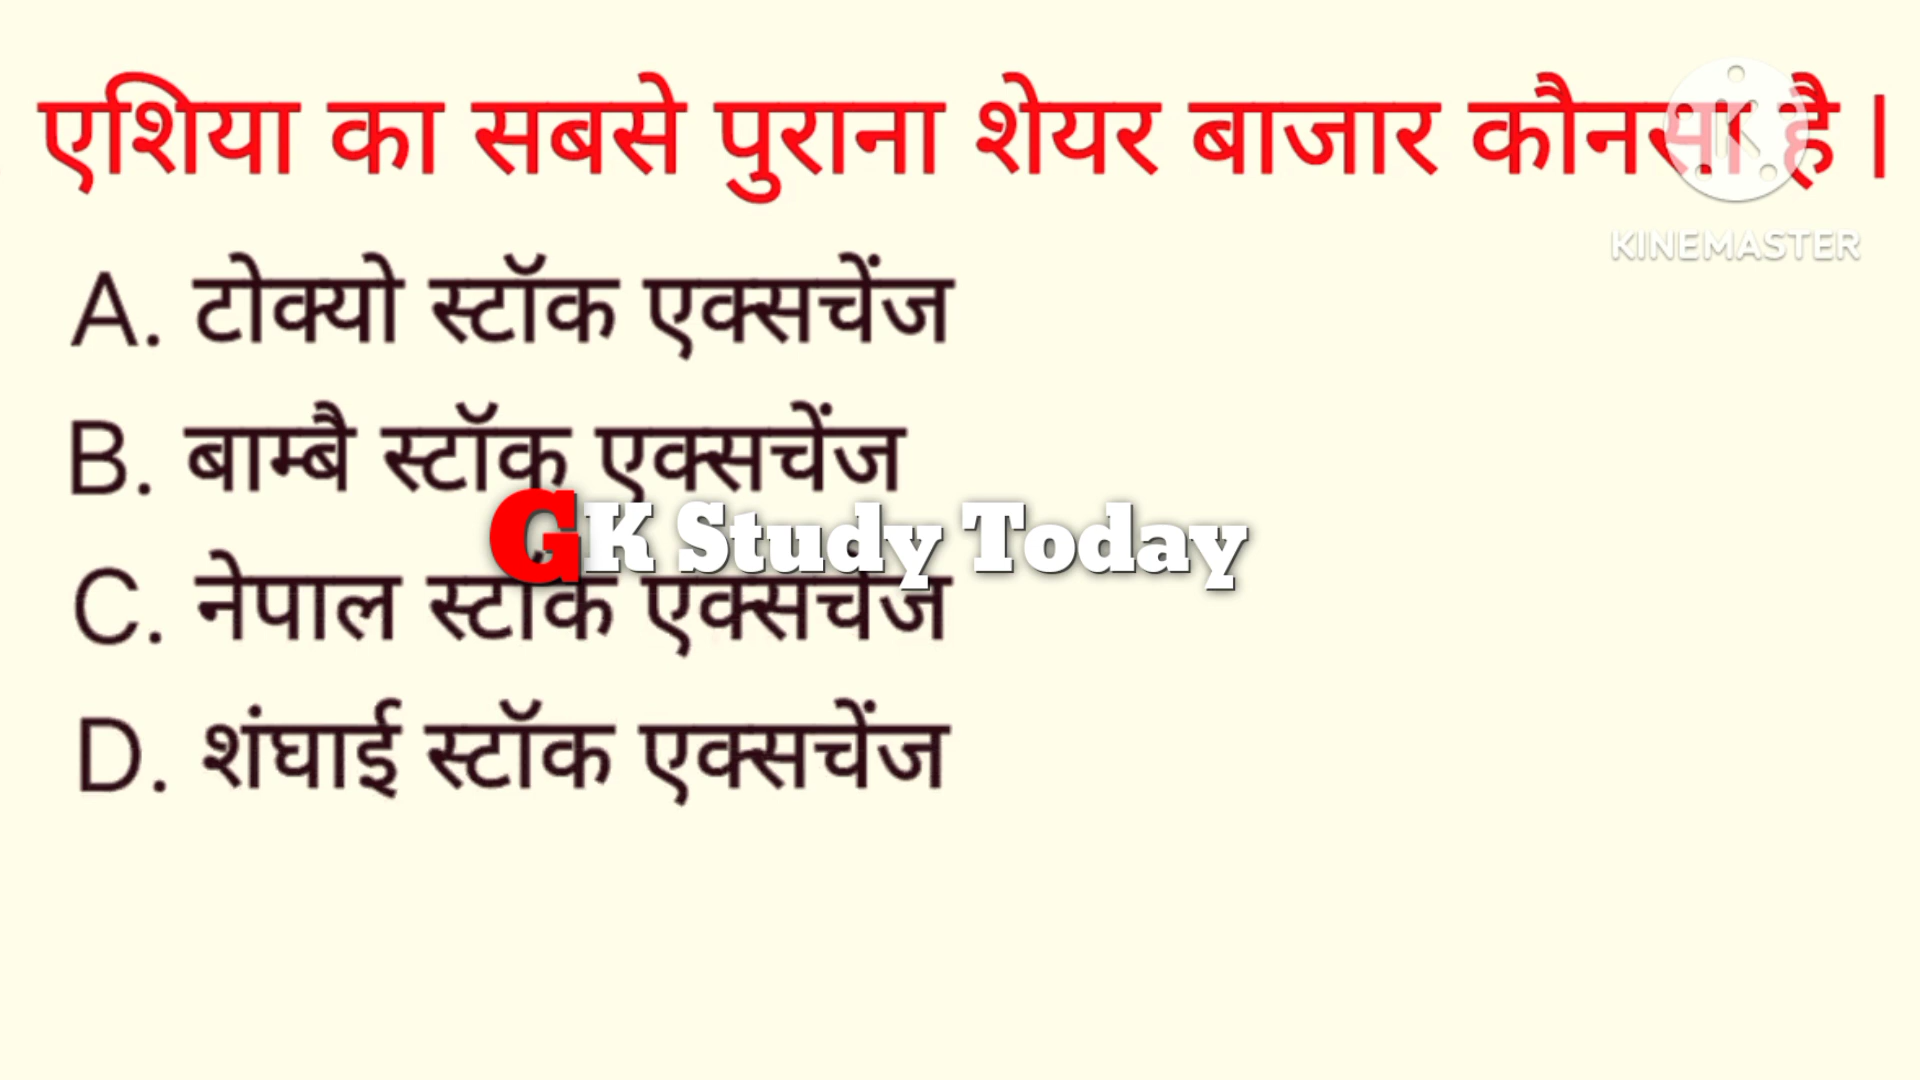 एशिया का सबसे पुराना शेयर बाजार कौनसा है |
KINEMASTER
A. टोक्यो स्टॉक एक्सचेंज
B. बाम्बै स्टॉक एक्सचेंज
GK Study Today
C. नेपाल स्टॉक एक्सचेंज
D. शंघाई स्टॉक एक्सचेंज